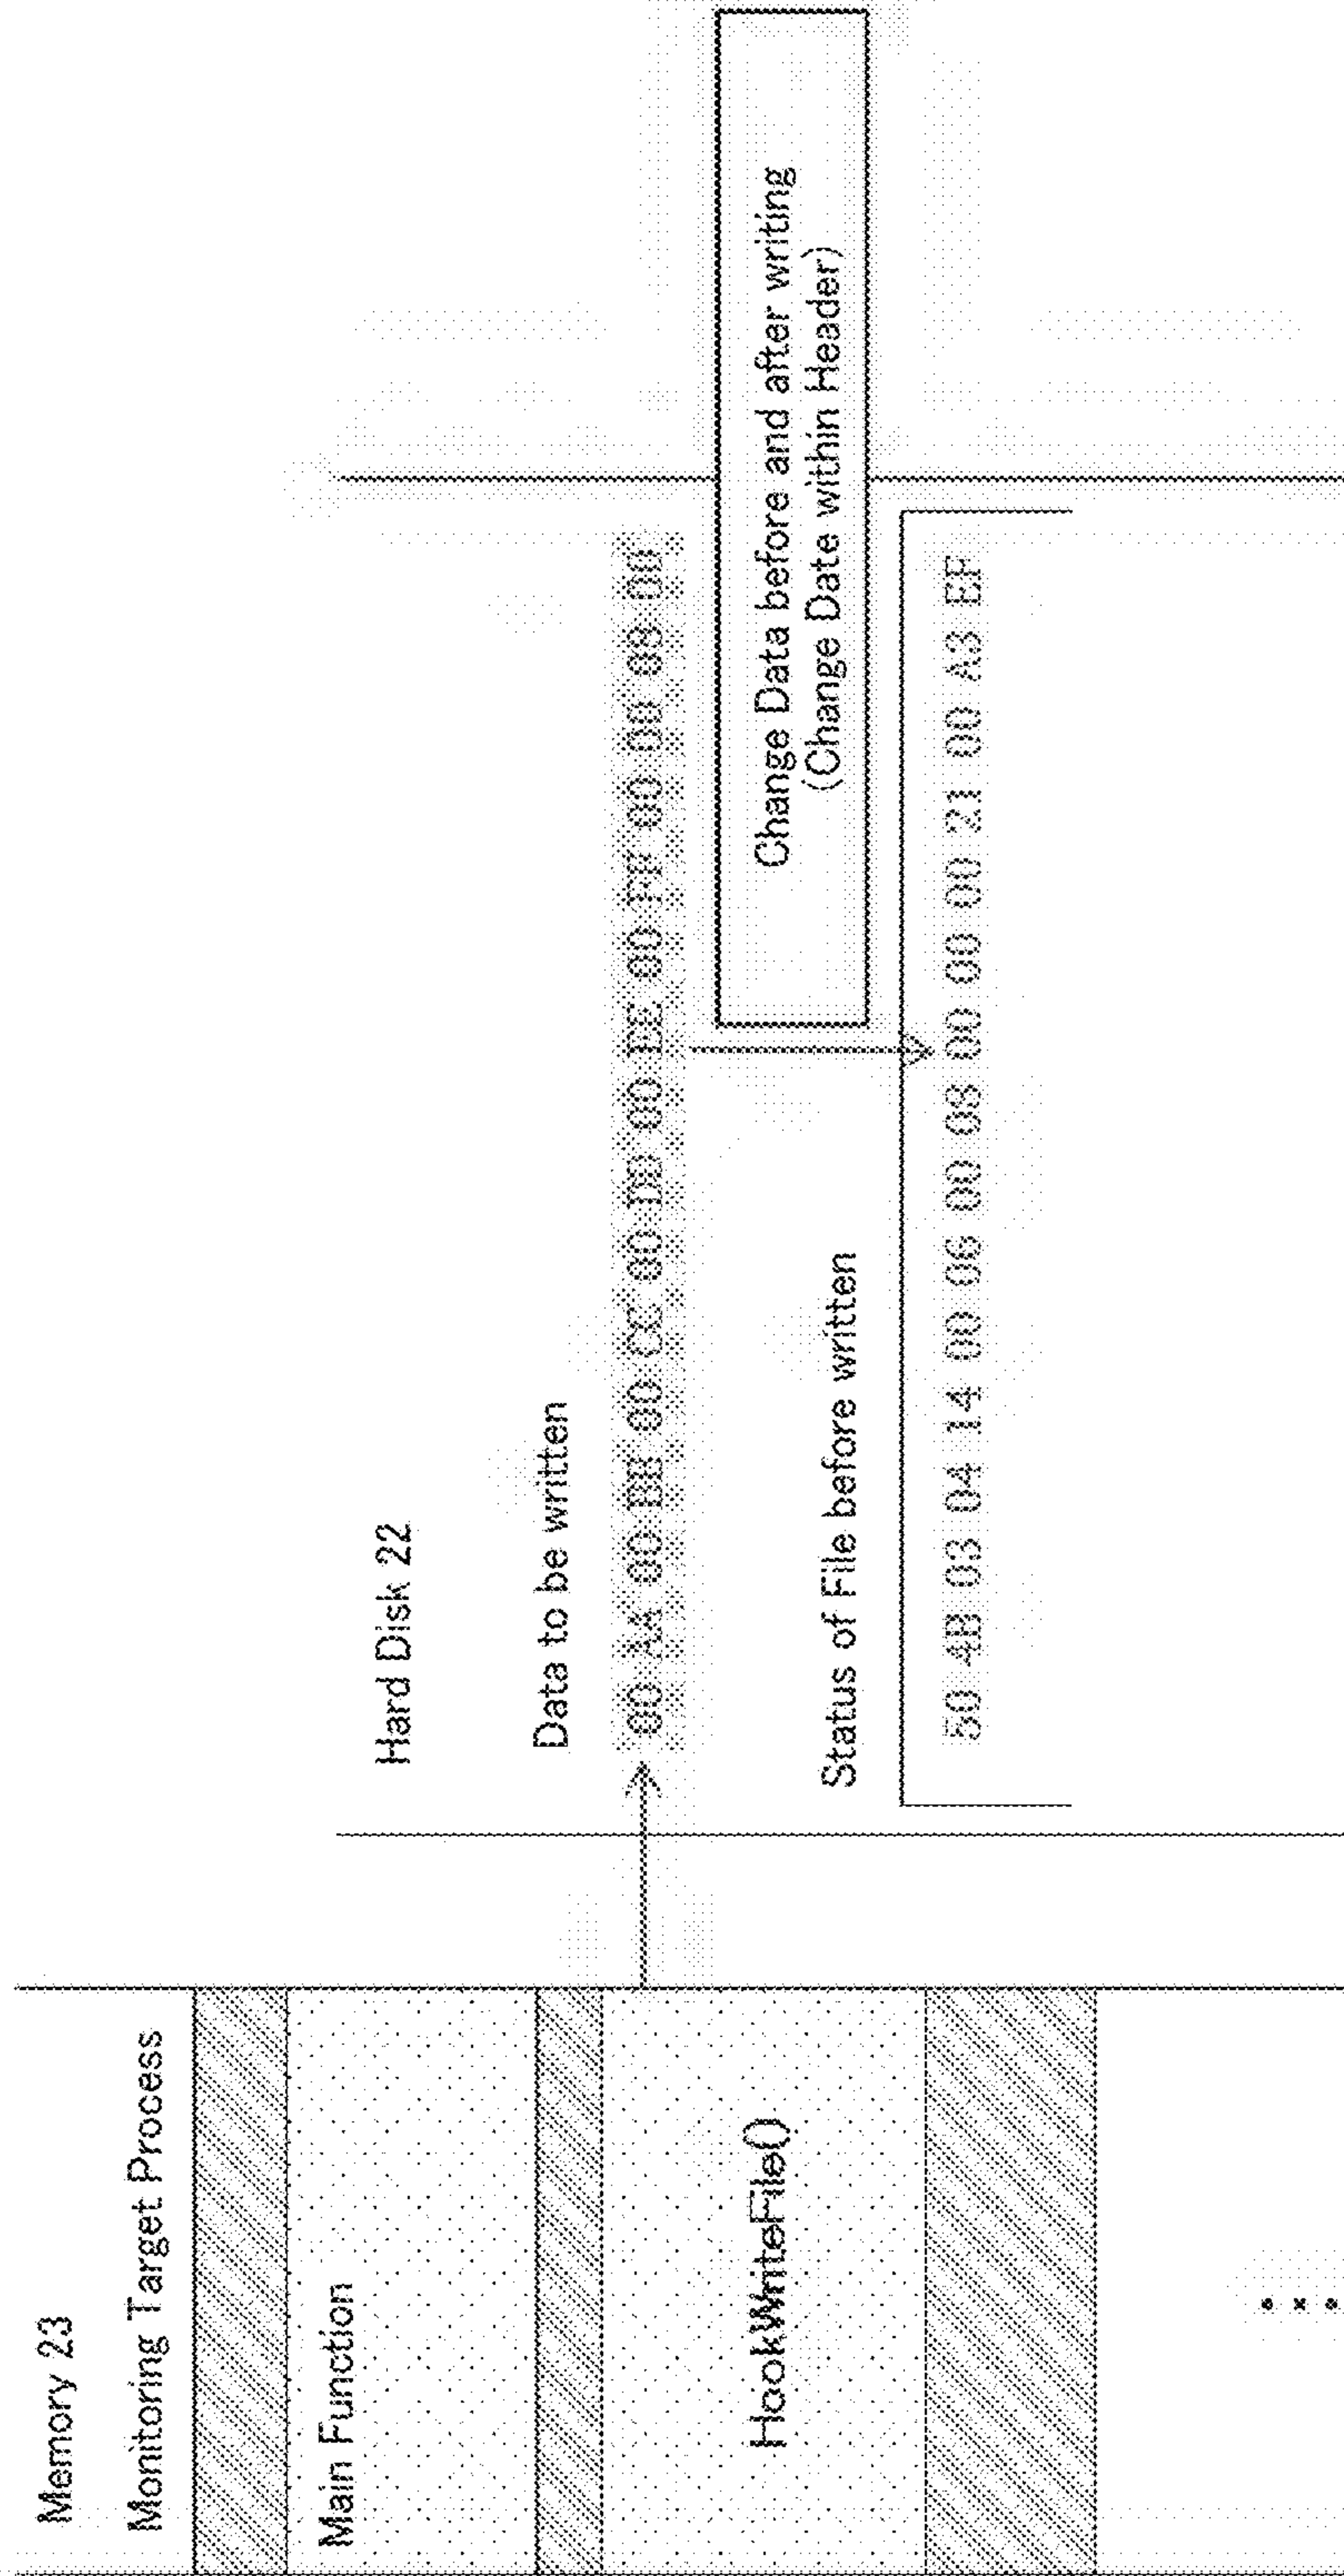 Memory 23
Monitoring Target Process
Main Function
HookWriteFile()
Hard Disk 22
Data to be written
00 AA 00 BB 00 CC 00 DD 00 EE 00 FF 00 00 00
Status of File before written
50 4B 03 04 14 00 06 00 08 00 00 00 21 00 A3 EF
Change Data before and after writing
(Change Date within Header)